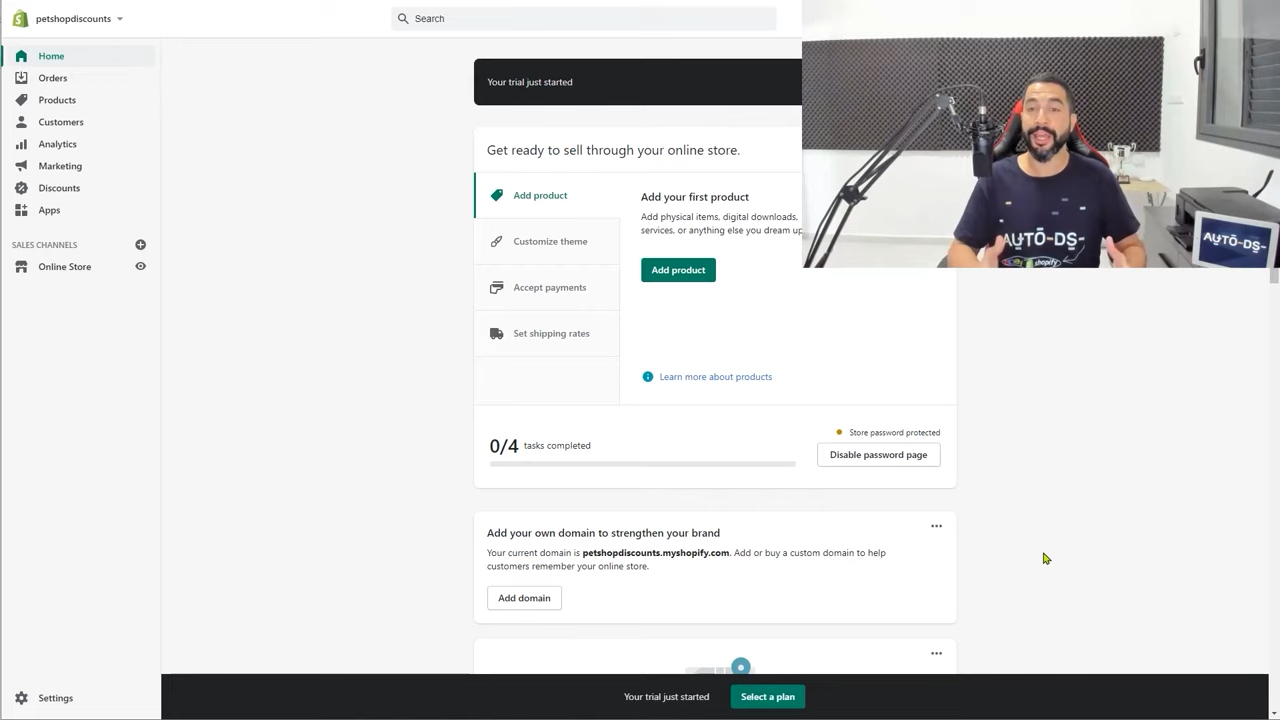 petshopdiscounts
Search
Home
Orders
Products
Customers
Analytics
Marketing
Discounts
Apps
SALES CHANNELS
Online Store
Settings
Your trial just started
Get ready to sell through your online store.
Add product
Customize theme
Accept payments
Set shipping rates
Add your first product
Add physical items, digital downloads,
services, or anything else you dream up
Add product
Learn more about products
0/4 tasks completed
Store password protected
Disable password page
Add your own domain to strengthen your brand
Your current domain is petshopdiscounts.myshopify.com. Add or buy a custom domain to help
customers remember your online store.
Add domain
Your trial just started
Select a plan
AUTO-DS-
shopify
AUTO-DS-